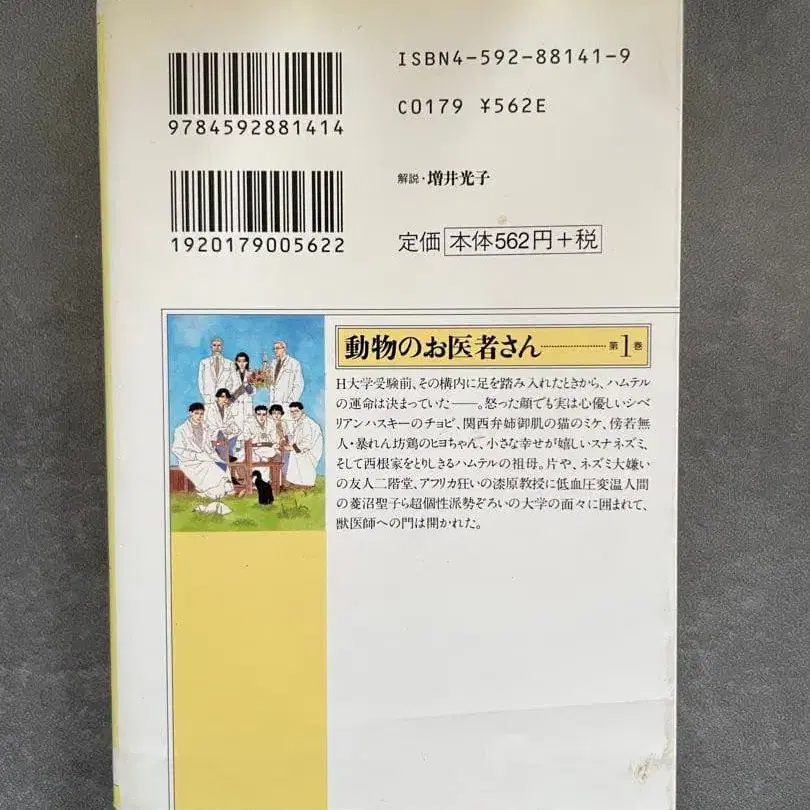 ISBN4-592-88141-9
9784592881414
C0179 ¥562E
解説・増井光子
1920179005622
定価 本体562円+税
動物のお医者さん…………第1巻
H大学受験前、その構内に足を踏み入れたときから、ハムテル
の運命は決まっていた――。怒った顔でも実は心優しいシベ
リアンハスキーのチョビ、関西弁姉御肌の猫のミケ、傍若無
人・暴れん坊鶏のヒヨちゃん、小さな幸せが嬉しいスナネズミ、
そして西根家をとりしきるハムテルの祖母。片や、ネズミ大嫌い
の友人二階堂、アフリカ狂いの漆原教授に低血圧変温人間
の菱沼聖子ら超個性派勢ぞろいの大学の面々に囲まれて、
獣医師への門は開かれた。